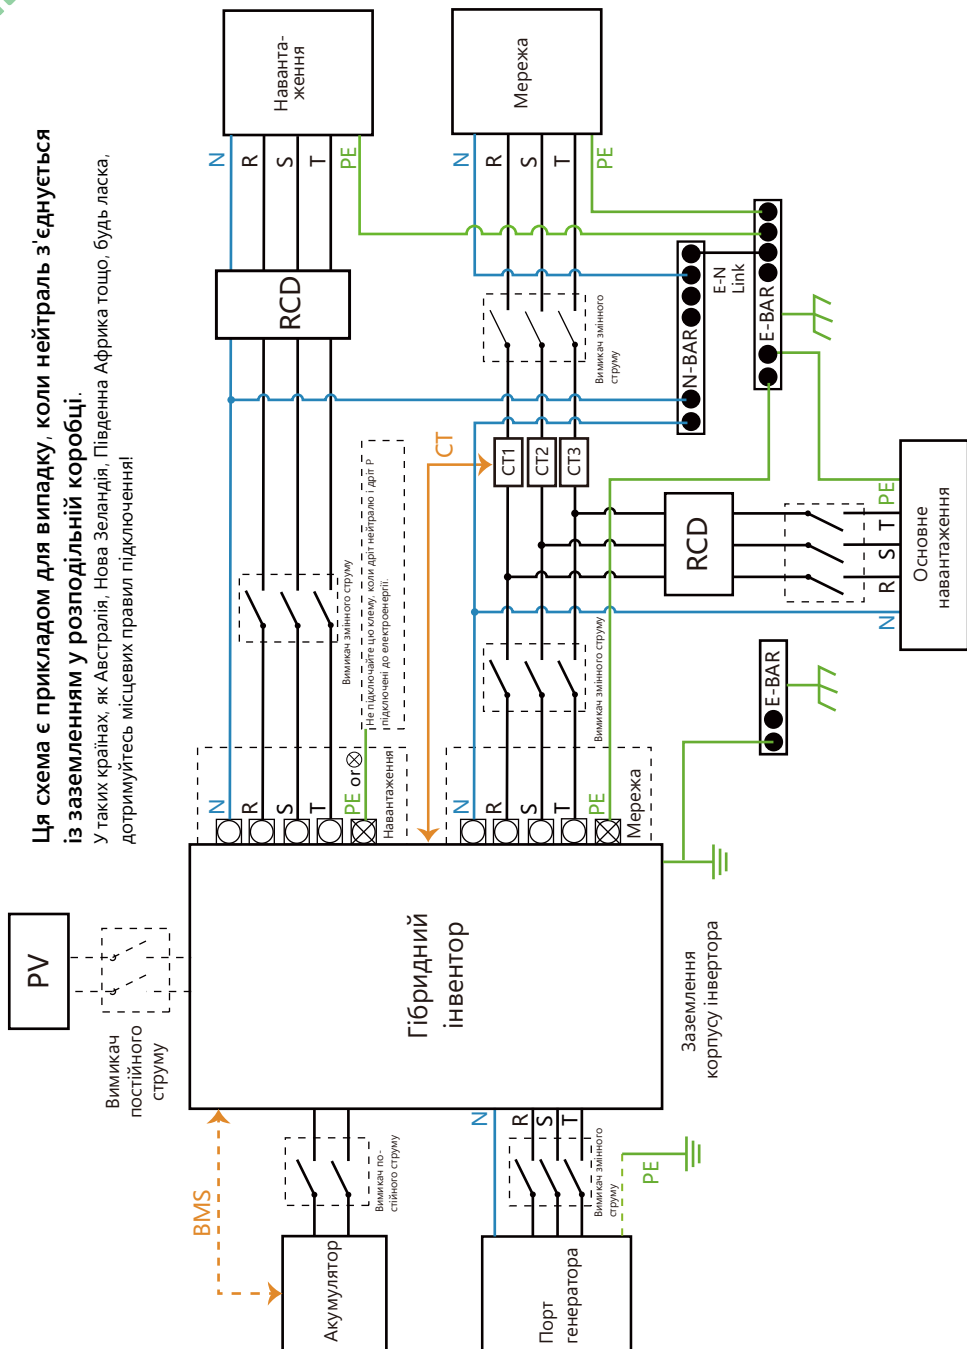 Ця схема є прикладом для випадку, коли нейтраль з'єднується
із заземленням у розподільній коробці.
У таких країнах, як Австралія, Нова Зеландія, Південна Африка тощо, будь ласка,
дотримуйтесь місцевих правил підключення!
PV
Вимикач
постійного
струму
BMS
Акумулятор
Вимикач по-
стійного струму
Порт
генератора
N
R
S
T
PE
Вимикач змінного
струму
Гібридний
інвентор
Заземлення
корпусу інвертора
N
R
S
T
PE or
Навантаження
Не підключайте цю клему, коли дріт нейтралю і дріт P
підключені до електроенергії.
Вимикач змінного струму
RCD
N
R
S
T
PE
Наванта-
ження
N
R
S
T
PE
Мережа
Вимикач змінного струму
CT
CT1
CT2
CT3
Вимикач змінного
струму
N
R
S
T
PE
Мережа
N-BAR
E-N
Link
E-BAR
RCD
N
R
S
T
PE
Основне
навантаження
E-BAR